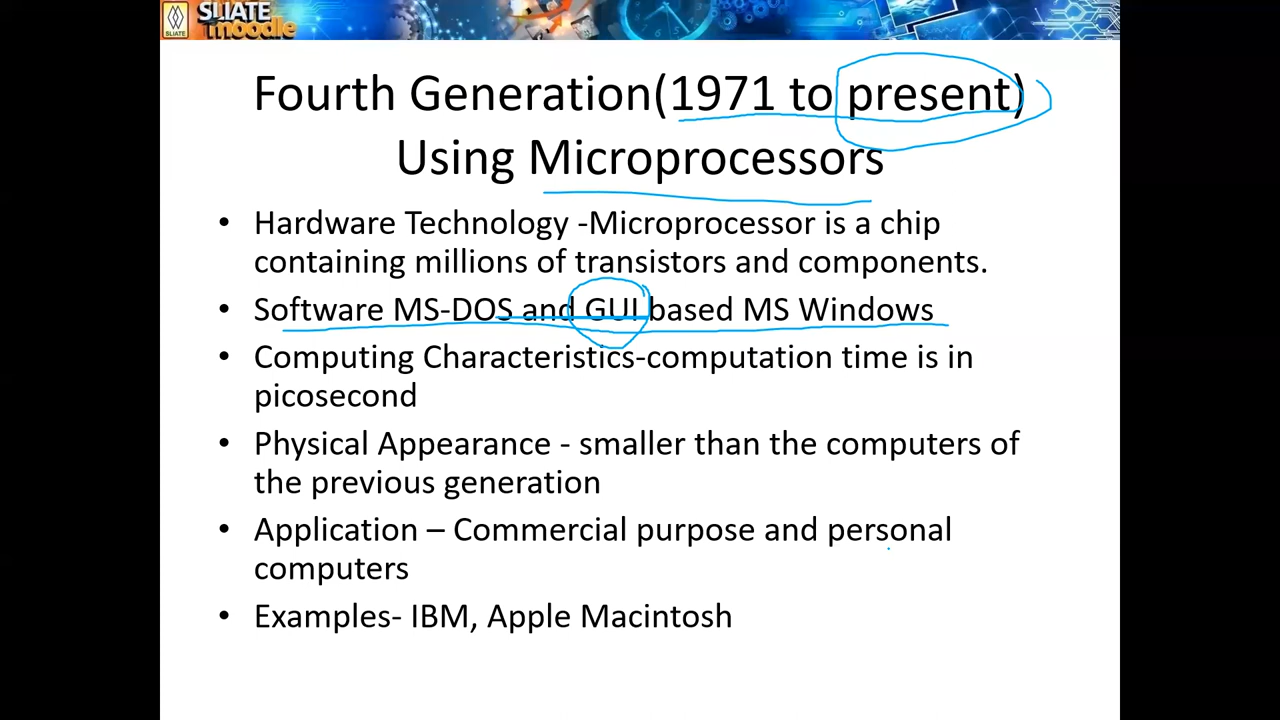 SLIATE
moodle
SLIATE
Fourth Generation(1971 to present)
Using Microprocessors
• Hardware Technology -Microprocessor is a chip
containing millions of transistors and components.
• Software MS-DOS and GUI based MS Windows
• Computing Characteristics-computation time is in
picosecond
• Physical Appearance - smaller than the computers of
the previous generation
• Application – Commercial purpose and personal
computers
• Examples- IBM, Apple Macintosh